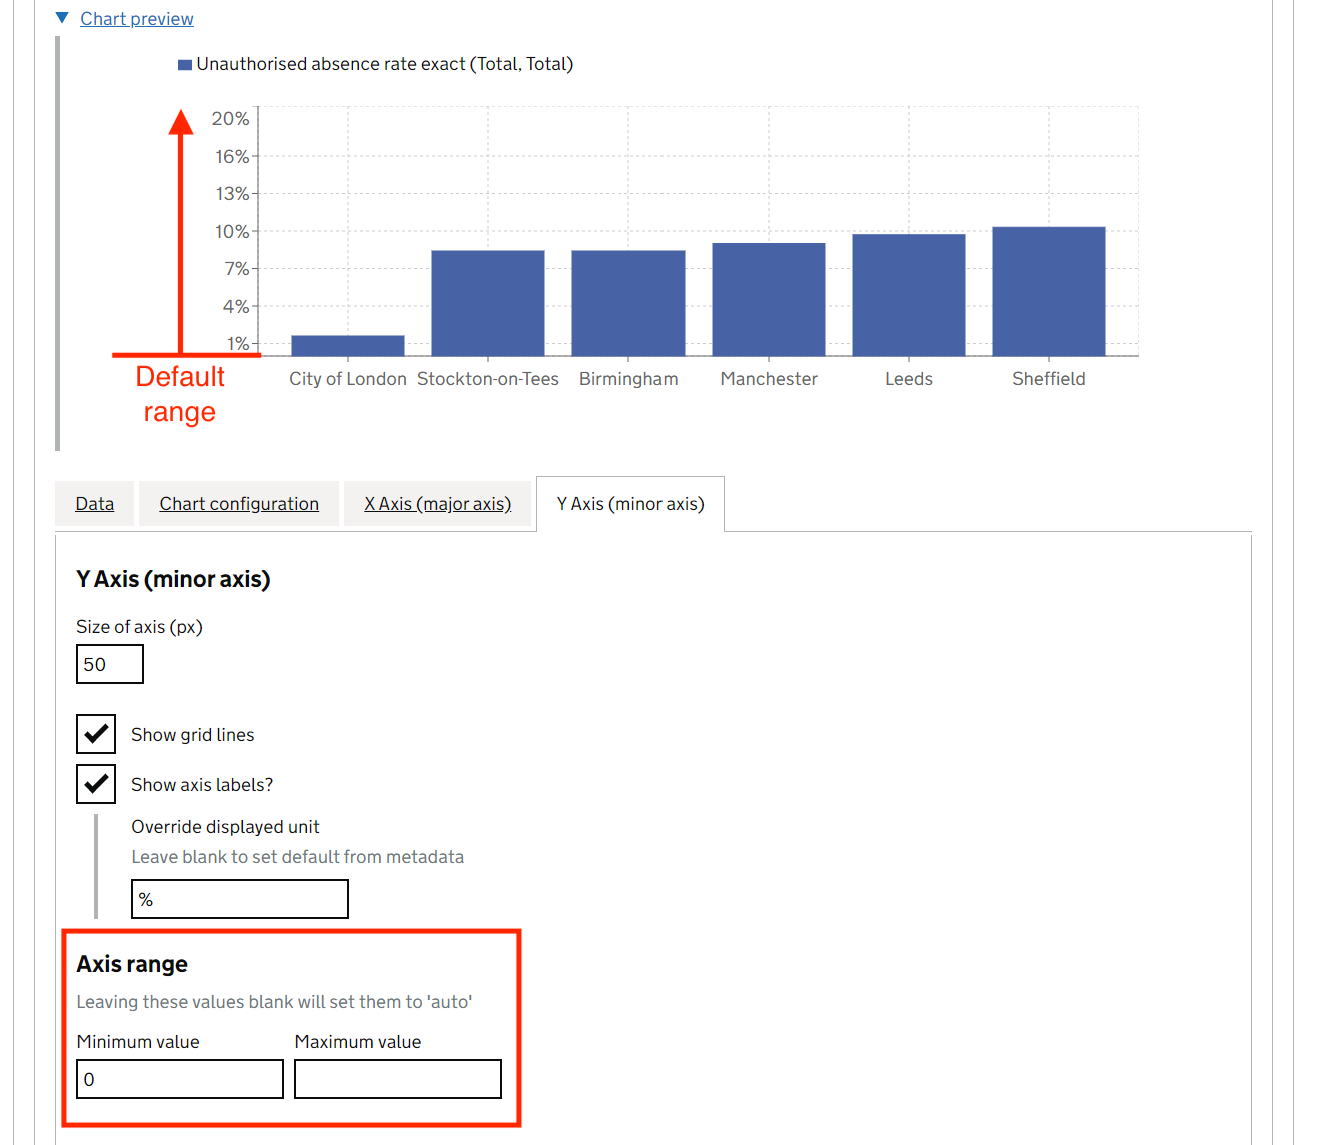 Chart preview
Unauthorised absence rate exact (Total, Total)
20%
16%
13%
10%
7%
4%
1%
City of London Stockton-on-Tees Birmingham Manchester Leeds Sheffield
Default
range
Data Chart configuration X Axis (major axis) Y Axis (minor axis)
Y Axis (minor axis)
Size of axis (px)
50
Show grid lines
Show axis labels?
Override displayed unit
Leave blank to set default from metadata
%
Axis range
Leaving these values blank will set them to 'auto'
Minimum value Maximum value
0